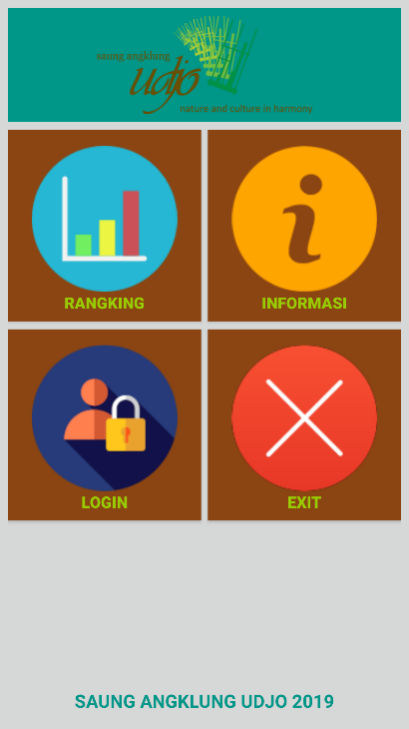 saung angklung
udjo
nature and culture in harmony
RANGKING
INFORMASI
LOGIN
EXIT
SAUNG ANGKLUNG UDJO 2019